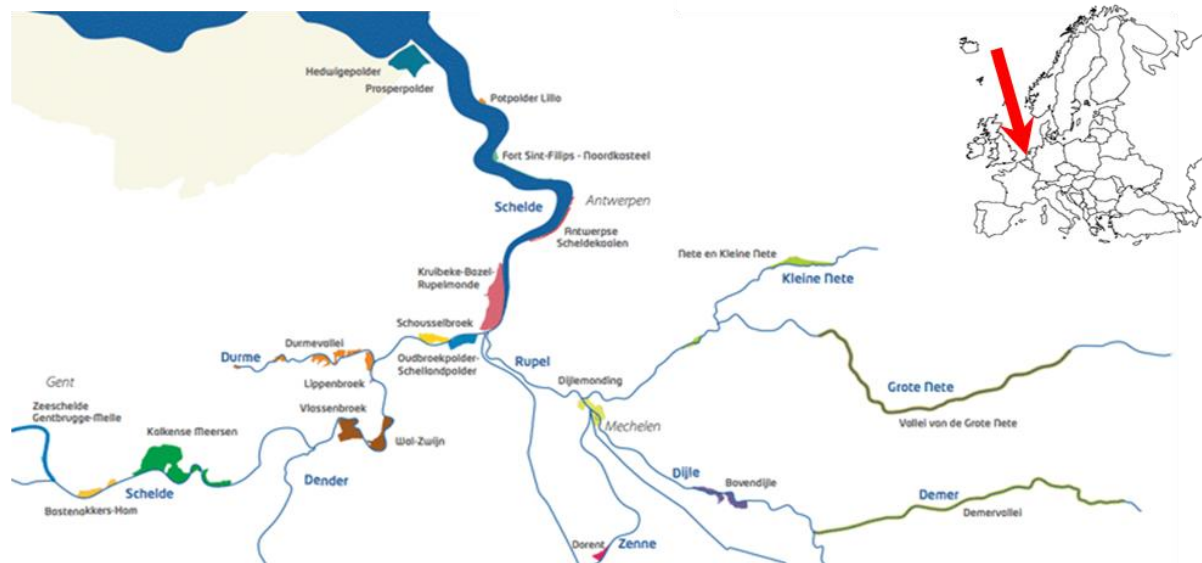 Hedwigepolder
Prosperpolder
Potpolder Lillo
Fort Sint-Filips - Noordkasteel
Schelde
Antwerpen
Antwerpse
Scheldekaaien
Nete en Kleine Nete
Kleine Nete
Kruibeke-Bazel-
Rupelmonde
Schousselbroek
Durmevallei
Durme
Oudbroekpolder-
Schellandpolder
Rupel
Lippenbroek
Dijlemonding
Grote Nete
Gent
Zeeschelde
Gentbrugge-Melle
Vlassenbroek
Mechelen
Vallei van de Grote Nete
Kalkense Meersen
Wal-Zwijn
Dender
Dijle
Bovendijle
Schelde
Bastenakkers-Ham
Demer
Demervallei
Dorent
Zenne